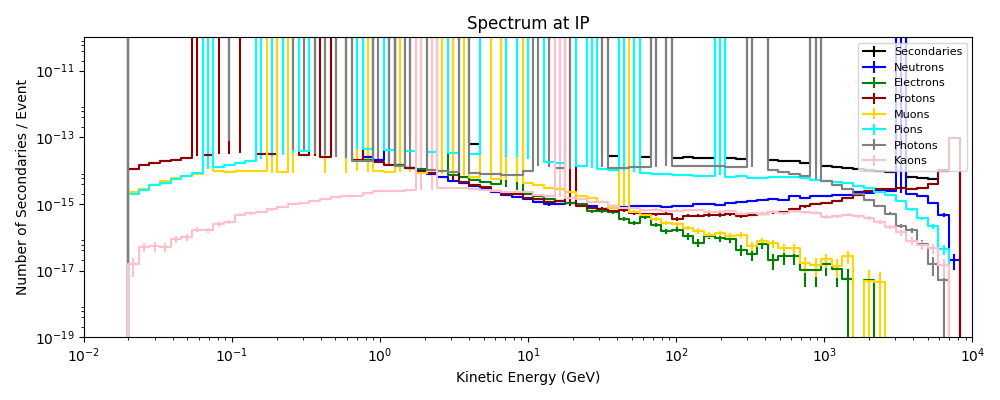 Spectrum at IP
Number of Secondaries / Event
10⁻¹¹
10⁻¹³
10⁻¹⁵
10⁻¹⁷
10⁻¹⁹
Secondaries
Neutrons
Electrons
Protons
Muons
Pions
Photons
Kaons
10⁻² 10⁻¹ 10⁰ 10¹ 10² 10³ 10⁴
Kinetic Energy (GeV)